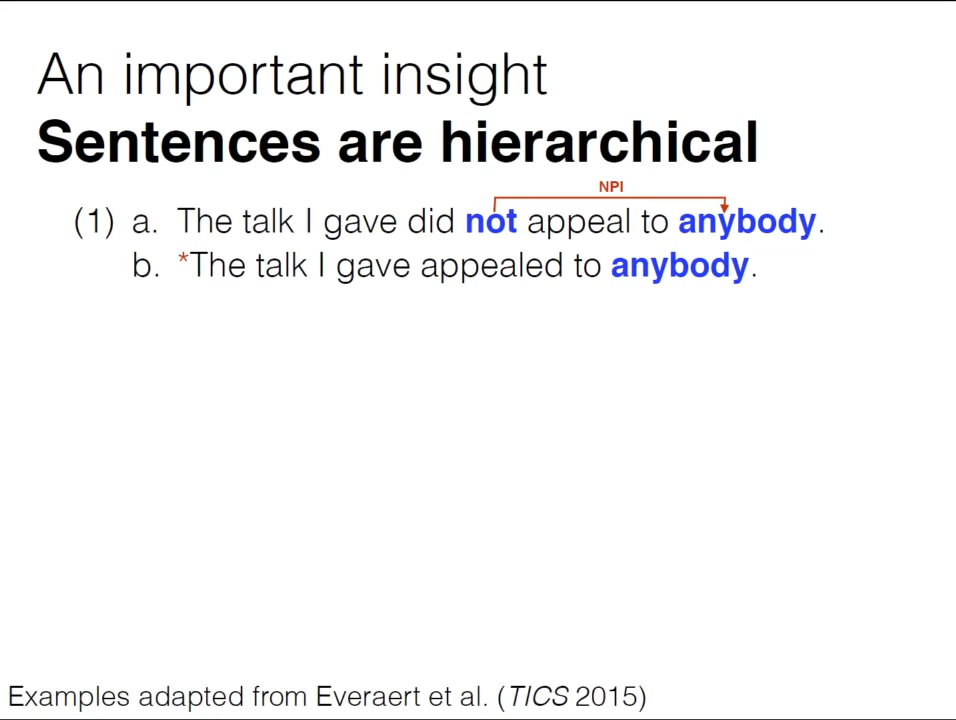 An important insight
Sentences are hierarchical
NPI
(1) a. The talk I gave did not appeal to anybody.
b. *The talk I gave appealed to anybody.
Examples adapted from Everaert et al. (TICS 2015)